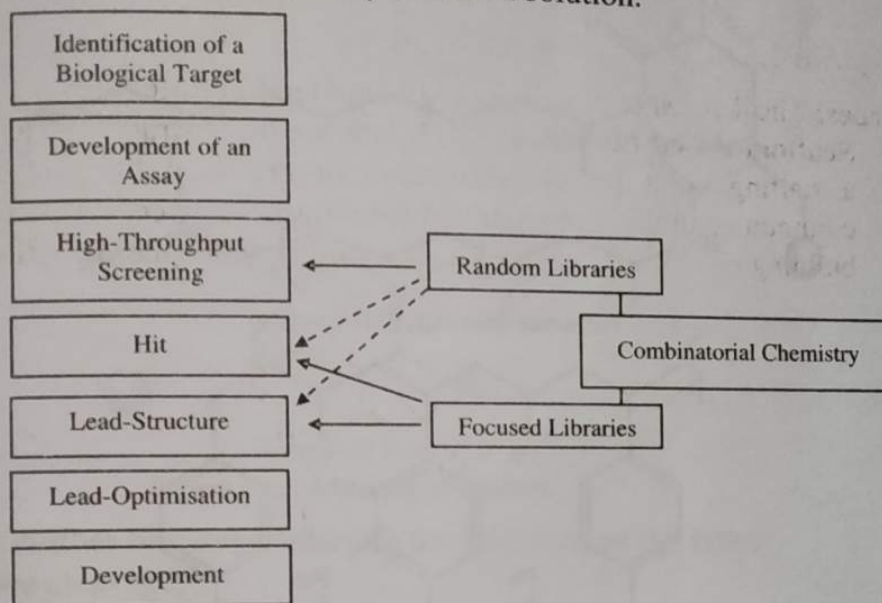 solution.
Identification of a
Biological Target
Development of an
Assay
High-Throughput
Screening
Random Libraries
Hit
Combinatorial Chemistry
Lead-Structure
Focused Libraries
Lead-Optimisation
Development